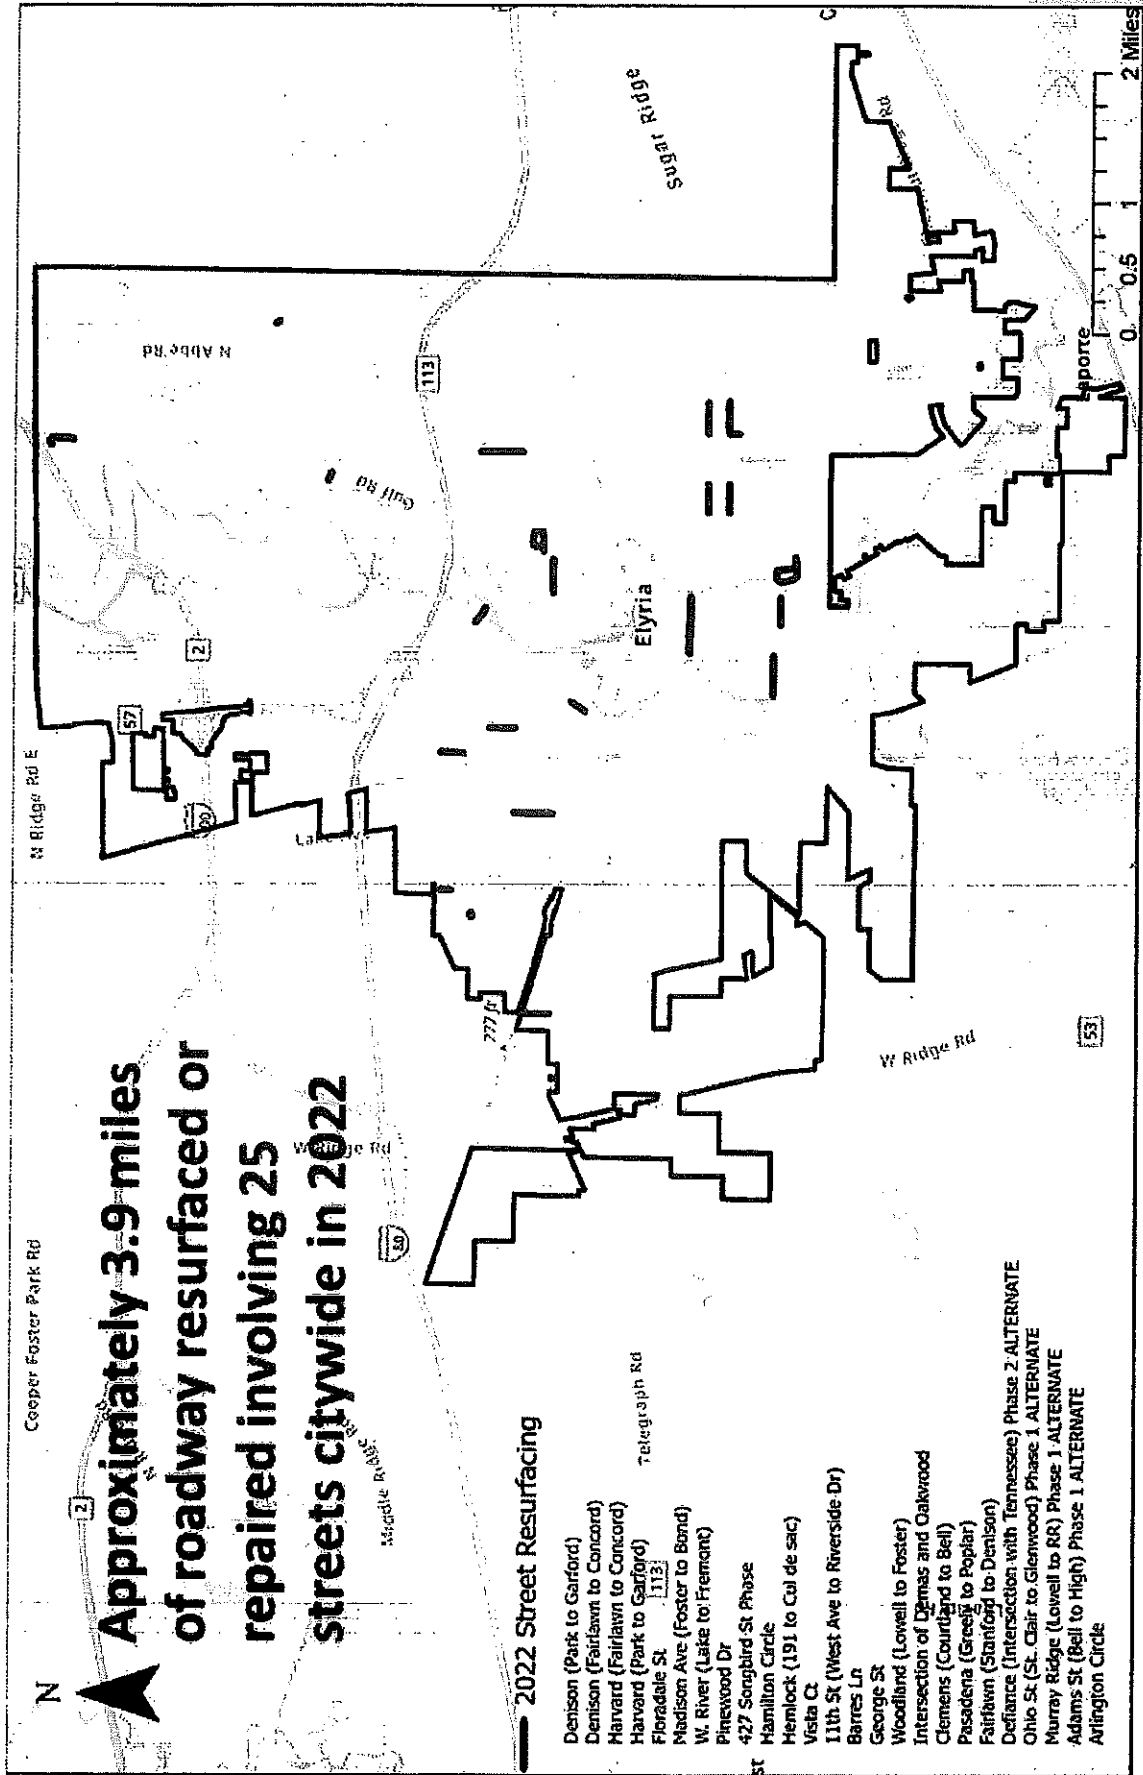 Cooper Foster Park Rd
N Ridge Rd E
2
N
Approximately 3.9 miles
of roadway resurfaced or
repaired involving 25
streets citywide in 2022
57
2
N Abbe Rd
Gulf Rd
113
W Ridge Rd
Middle Ridge
80
777 ft
Sugar Ridge
Elyria
Telegraph Rd
W Ridge Rd
53
Rd
Laporte
0
0.5
1
2 Miles
2022 Street Resurfacing
Denison (Park to Garford)
Denison (Fairlawn to Concord)
Harvard (Fairlawn to Concord)
Harvard (Park to Garford)
Floradale St
113
Madison Ave (Foster to Bond)
W. River (Lake to Fremont)
Pinewood Dr
427 Songbird St Phase
Hamilton Circle
Hemlock (191 to Cul de sac)
Vista Ct
11th St (West Ave to Riverside Dr)
Barres Ln
George St
Woodland (Lowell to Foster)
Intersection of Demas and Oakwood
Clemens (Courtland to Bell)
Pasadena (Greely to Poplar)
Fairlawn (Stanford to Denison)
Defiance (Intersection with Tennessee) Phase 2 ALTERNATE
Ohio St (St. Clair to Glenwood) Phase 1 ALTERNATE
Murray Ridge (Lowell to RR) Phase 1 ALTERNATE
Adams St (Bell to High) Phase 1 ALTERNATE
Arlington Circle